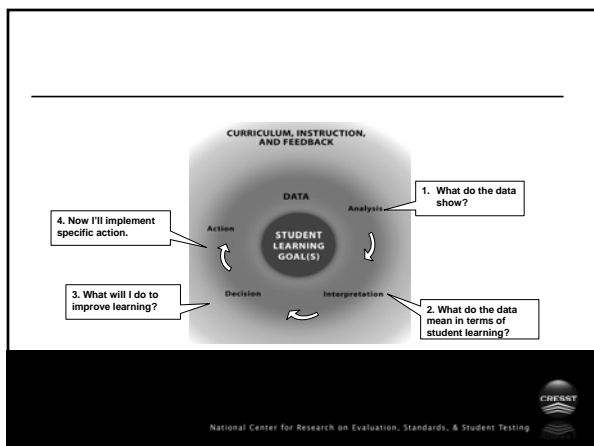 CURRICULUM, INSTRUCTION,
AND FEEDBACK
DATA
Analysis
1. What do the data
show?
4. Now I'll implement
specific action.
Action
STUDENT
LEARNING
GOAL(S)
3. What will I do to
improve learning?
Decision
Interpretation
2. What do the data
mean in terms of
student learning?
CRESST
National Center for Research on Evaluation, Standards, & Student Testing